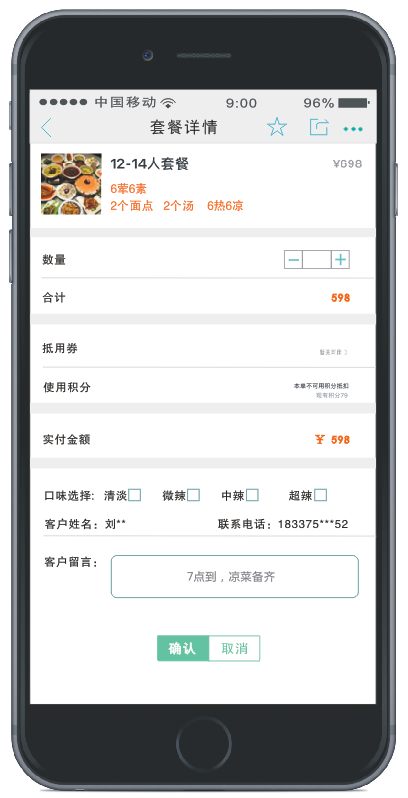 中国移动 9:00 96%
套餐详情
12-14人套餐 ¥698
6荤6素
2个面点 2个汤 6热6凉
数量
合计 598
抵用券
使用积分 本单不可用积分抵扣
现有积分79
实付金额 ¥ 598
口味选择: 清淡 微辣 中辣 超辣
客户姓名: 刘** 联系电话: 183375***52
客户留言:
7点到，凉菜备齐
确认 取消